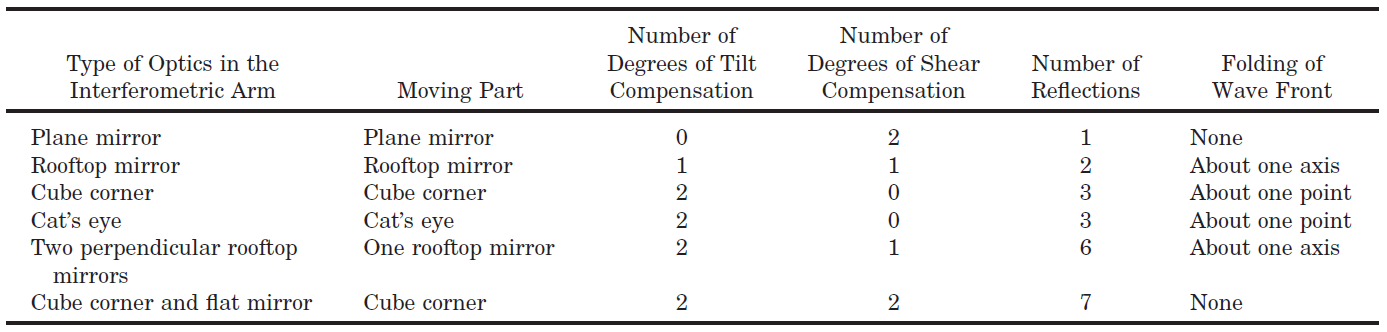 Type of Optics in the Interferometric Arm Moving Part Number of Degrees of Tilt Compensation Number of Degrees of Shear Compensation Number of Reflections Folding of Wave Front
Plane mirror Plane mirror 0 2 1 None
Rooftop mirror Rooftop mirror 1 1 2 About one axis
Cube corner Cube corner 2 0 3 About one point
Cat's eye Cat's eye 2 0 3 About one point
Two perpendicular rooftop One rooftop mirror 2 1 6 About one axis
mirrors
Cube corner and flat mirror Cube corner 2 2 7 None